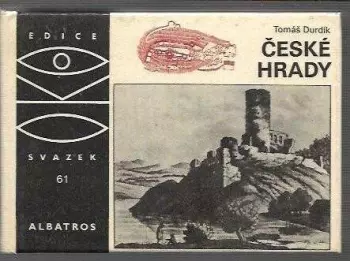 EDICE
SVAZEK
61
ALBATROS
Tomáš Durdík
ČESKÉ
HRADY